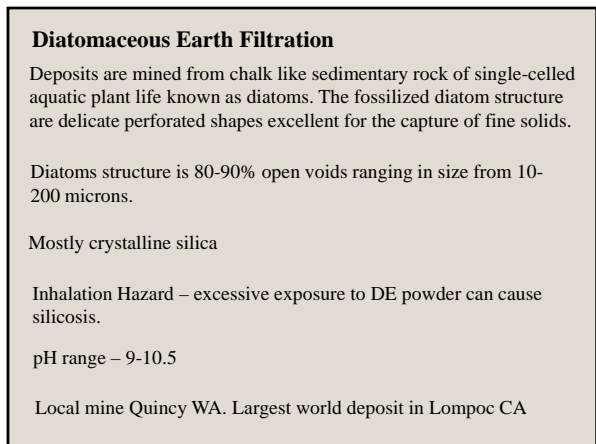 Diatomaceous Earth Filtration
Deposits are mined from chalk like sedimentary rock of single-celled
aquatic plant life known as diatoms. The fossilized diatom structure
are delicate perforated shapes excellent for the capture of fine solids.
Diatoms structure is 80-90% open voids ranging in size from 10-
200 microns.
Mostly crystalline silica
Inhalation Hazard – excessive exposure to DE powder can cause
silicosis.
pH range – 9-10.5
Local mine Quincy WA. Largest world deposit in Lompoc CA